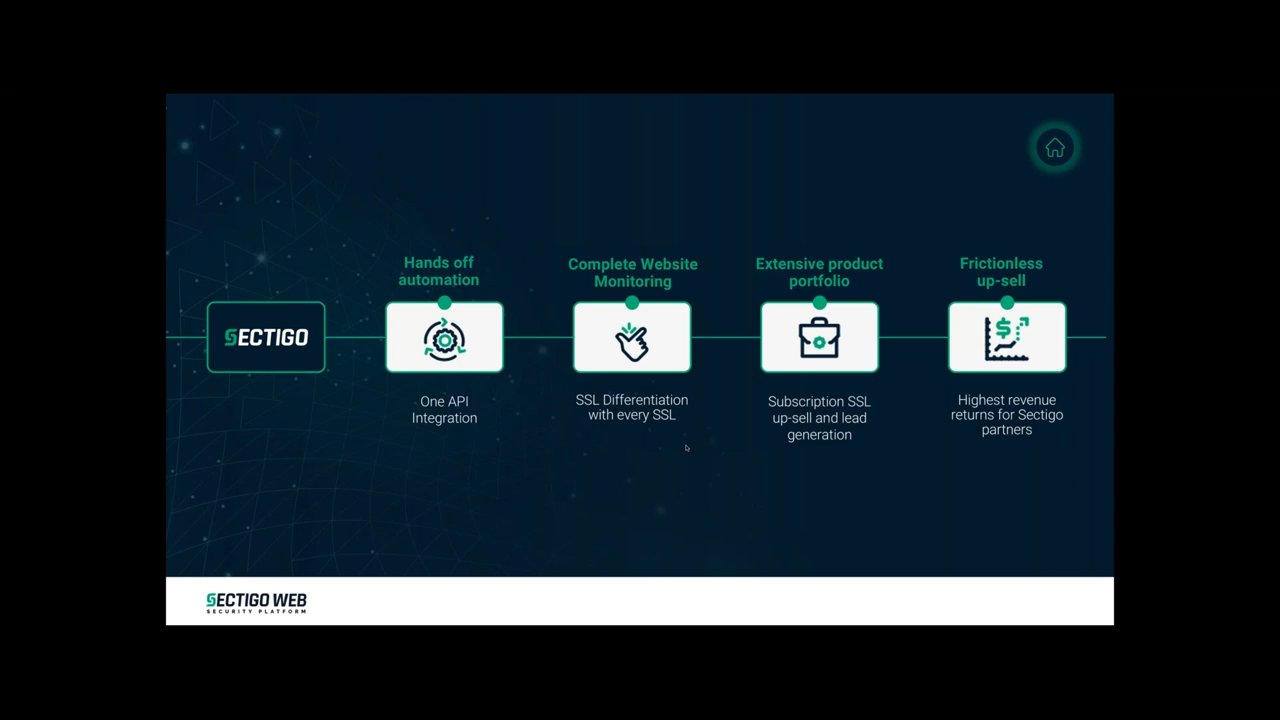 Hands off
automation
Complete Website
Monitoring
Extensive product
portfolio
Frictionless
up-sell
SECTIGO
$
One API
Integration
SSL Differentiation
with every SSL
Subscription SSL
up-sell and lead
generation
Highest revenue
returns for Sectigo
partners
SECTIGO WEB
SECURITY PLATFORM